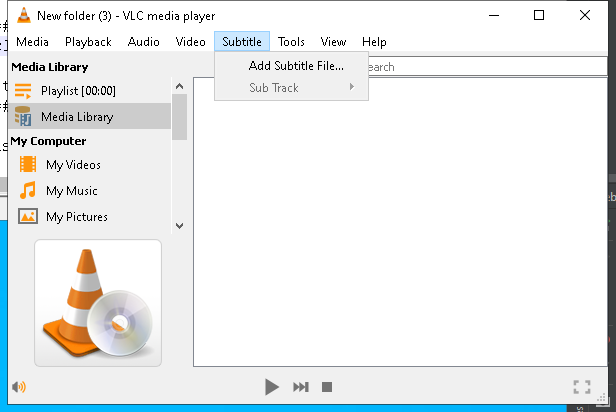 New folder (3) - VLC media player
Media Playback Audio Video Subtitle Tools View Help
Media Library
Add Subtitle File...
earch
Playlist [00:00]
Sub Track
Media Library
My Computer
My Videos
My Music
My Pictures